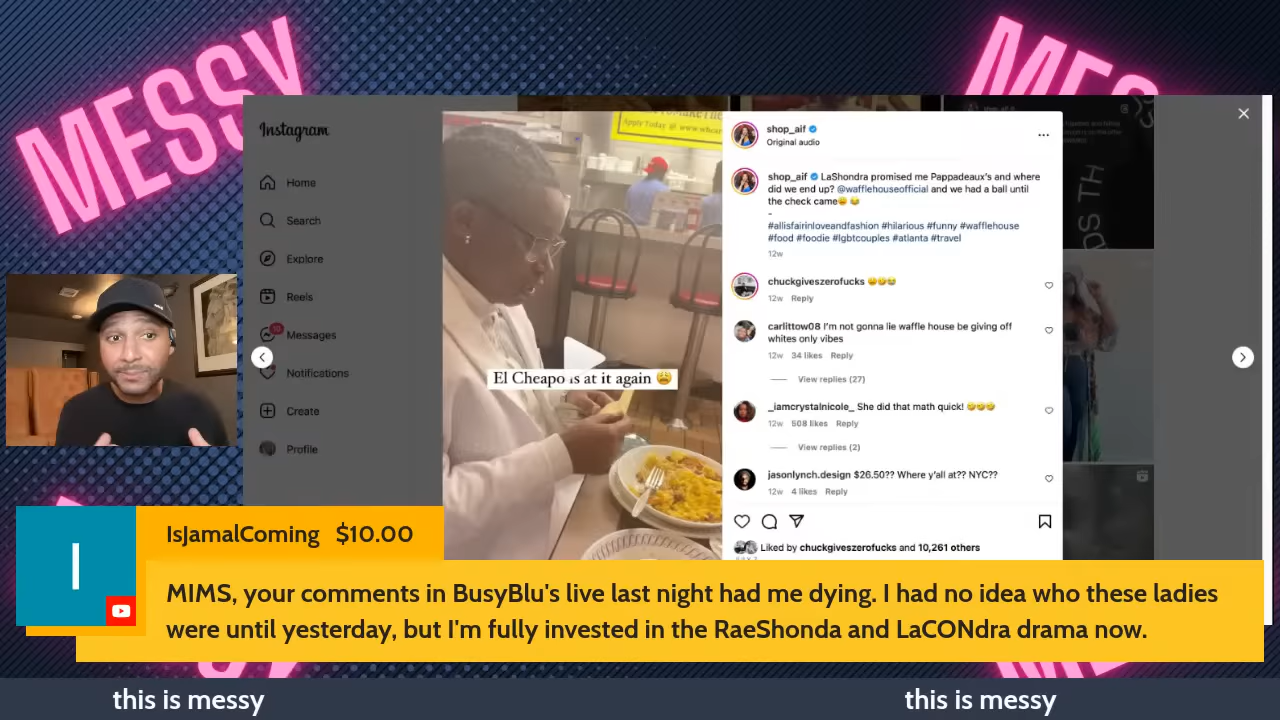 MESSY
MES
Instagram
Home
Search
Explore
Reels
Messages
Notifications
Create
Profile
Apply Today @ www.
El Cheapo is at it again 😩
shop_aif
Original audio
...
shop_aif LaShondra promised me Pappadeaux's and where
did we end up? @wafflehouseofficial and we had a ball until
the check came😩 😂
-
#allisfairinloveandfashion #hilarious #funny #wafflehouse
#food #foodie #lgbtcouples #atlanta #travel
12w
chuckgiveszerofucks 😩🤣😭
12w Reply
carlittow08 I'm not gonna lie waffle house be giving off
whites only vibes
12w 34 likes Reply
View replies (27)
_iamcrystalnicole_ She did that math quick! 🤣🤣🤣
12w 508 likes Reply
View replies (2)
jasonlynch.design $26.50?? Where y'all at?? NYC??
12w 4 likes Reply
Liked by chuckgiveszerofucks and 10,261 others
I
IsJamalComing $10.00
MIMS, your comments in BusyBlu's live last night had me dying. I had no idea who these ladies
were until yesterday, but I'm fully invested in the RaeShonda and LaCONdra drama now.
this is messy
this is messy